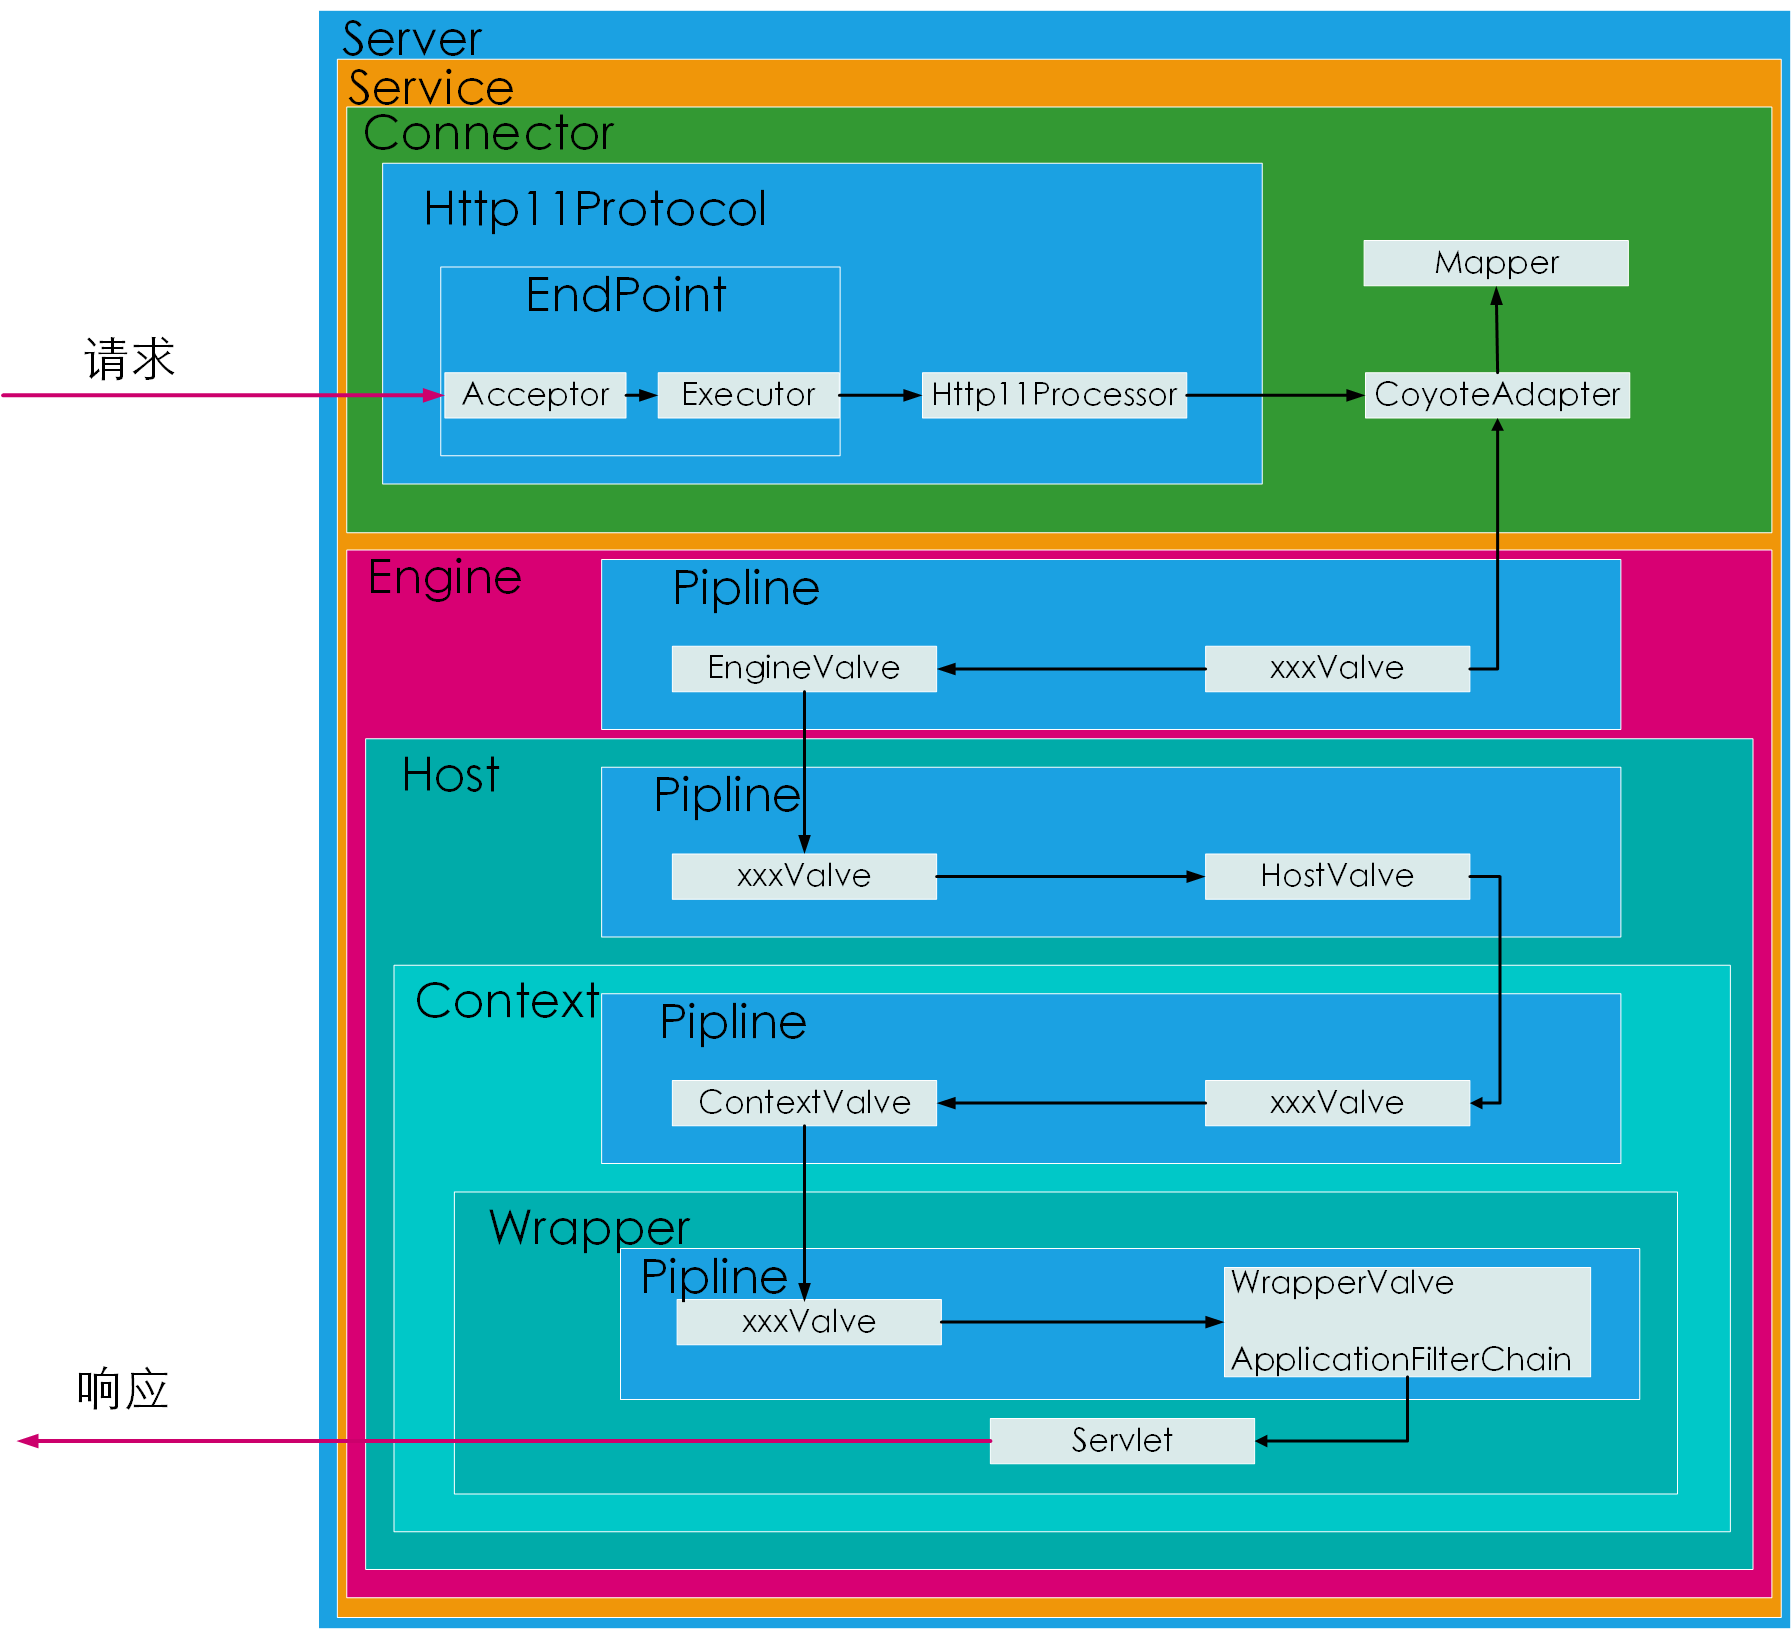 Server
Service
Connector
Http11Protocol
EndPoint
Mapper
请求
Acceptor
Executor
Http11Processor
CoyoteAdapter
Engine
Pipline
EngineValve
xxxValve
Host
Pipline
xxxValve
HostValve
Context
Pipline
ContextValve
xxxValve
Wrapper
Pipline
xxxValve
WrapperValve
ApplicationFilterChain
响应
Servlet